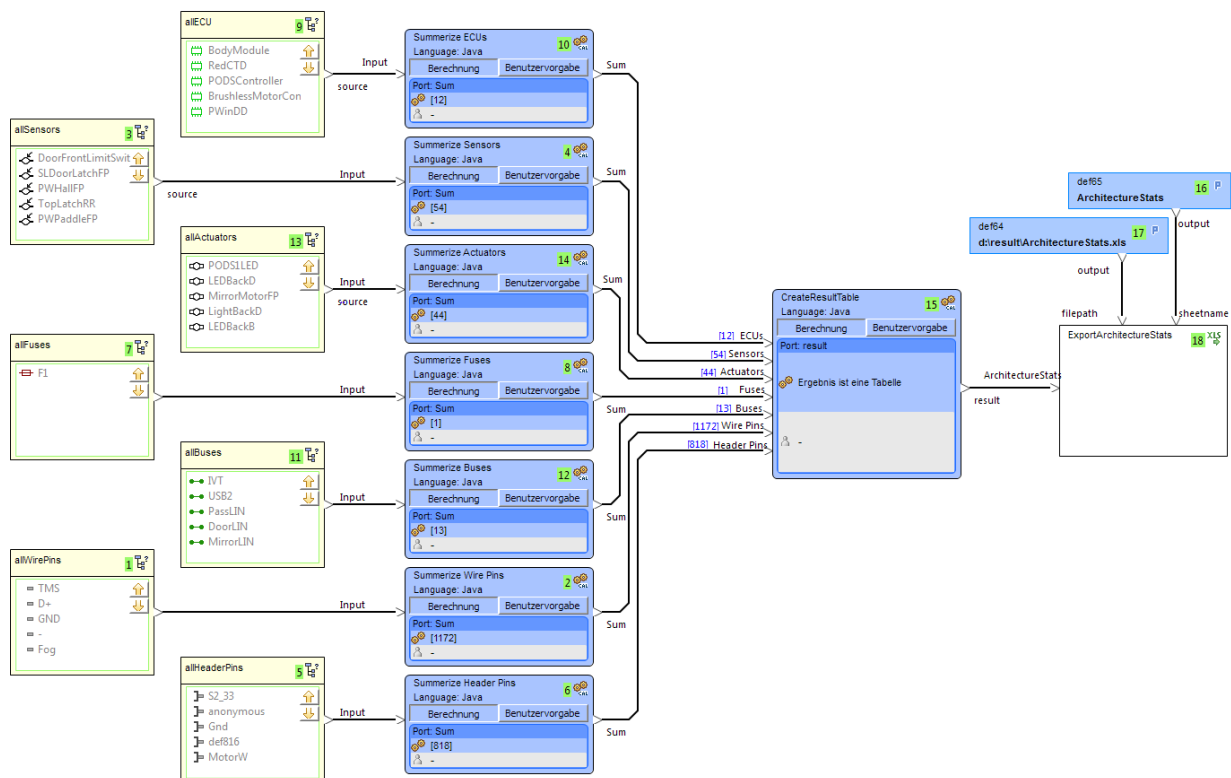 allECU
9
BodyModule
RedCTD
PODSController
BrushlessMotorCon
PWinDD
Input
source
Summerize ECUs
10
CAL
Language: Java
Berechnung
Benutzervorgabe
Port: Sum
[12]
-
Sum
allSensors
3
DoorFrontLimitSwit
SLDoorLatchFP
PWHallFP
TopLatchRR
PWPaddleFP
Input
source
Summerize Sensors
4
CAL
Language: Java
Berechnung
Benutzervorgabe
Port: Sum
[54]
-
Sum
allActuators
13
PODS1LED
LEDBackD
MirrorMotorFP
LightBackD
LEDBackB
Input
source
Summerize Actuators
14
CAL
Language: Java
Berechnung
Benutzervorgabe
Port: Sum
[44]
-
Sum
allFuses
7
F1
Input
Summerize Fuses
8
CAL
Language: Java
Berechnung
Benutzervorgabe
Port: Sum
[1]
-
Sum
allBuses
11
IVT
USB2
PassLIN
DoorLIN
MirrorLIN
Input
Summerize Buses
12
CAL
Language: Java
Berechnung
Benutzervorgabe
Port: Sum
[13]
-
Sum
allWirePins
1
TMS
D+
GND
-
Fog
Input
Summerize Wire Pins
2
CAL
Language: Java
Berechnung
Benutzervorgabe
Port: Sum
[1172]
-
Sum
allHeaderPins
5
S2_33
anonymous
Gnd
def816
MotorW
Input
Summerize Header Pins
6
CAL
Language: Java
Berechnung
Benutzervorgabe
Port: Sum
[818]
-
Sum
[12] ECUs
[54] Sensors
[44] Actuators
[1] Fuses
[13] Buses
[1172] Wire Pins
[818] Header Pins
CreateResultTable
15
CAL
Language: Java
Berechnung
Benutzervorgabe
Port: result
Ergebnis ist eine Tabelle
-
ArchitectureStats
result
def65
16
P
ArchitectureStats
output
def64
17
P
d:\result\ArchitectureStats.xls
output
filepath
sheetname
ExportArchitectureStats
18
XLS